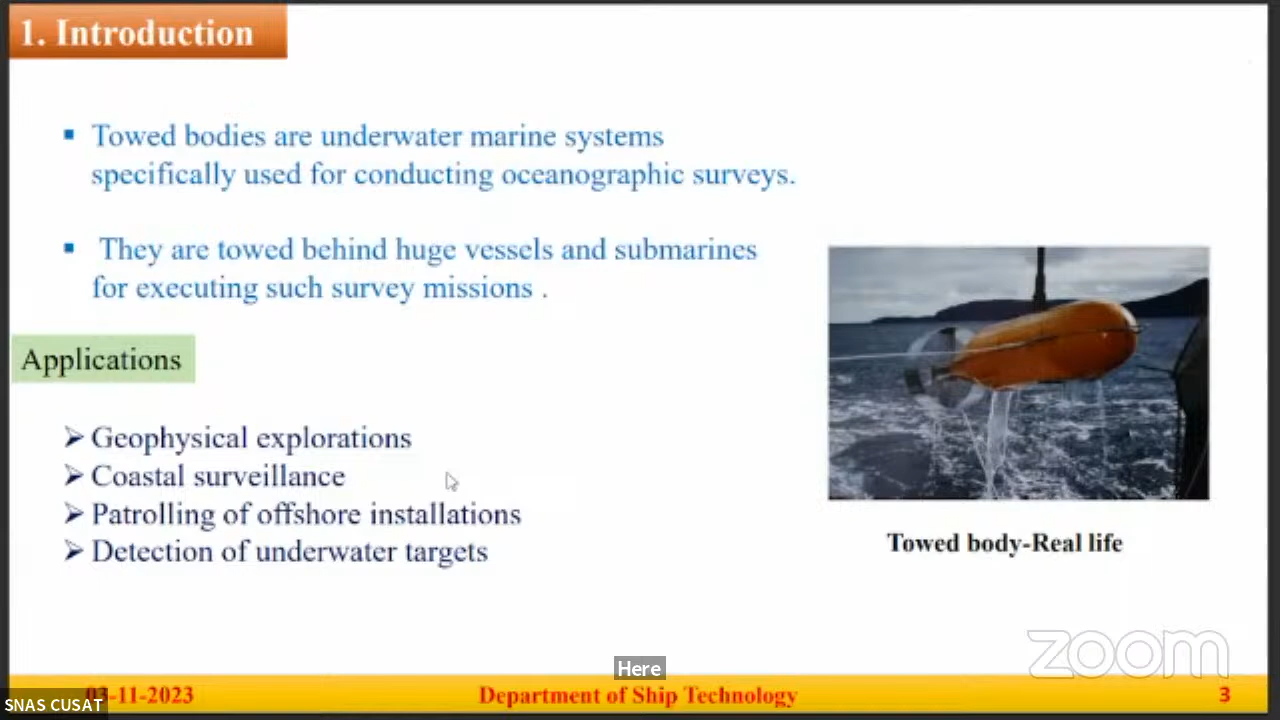 1. Introduction
▪ Towed bodies are underwater marine systems
specifically used for conducting oceanographic surveys.
▪ They are towed behind huge vessels and submarines
for executing such survey missions .
Applications
➢ Geophysical explorations
➢ Coastal surveillance
➢ Patrolling of offshore installations
➢ Detection of underwater targets
Towed body-Real life
zoom
Here
03-11-2023 Department of Ship Technology 3
SNAS CUSAT